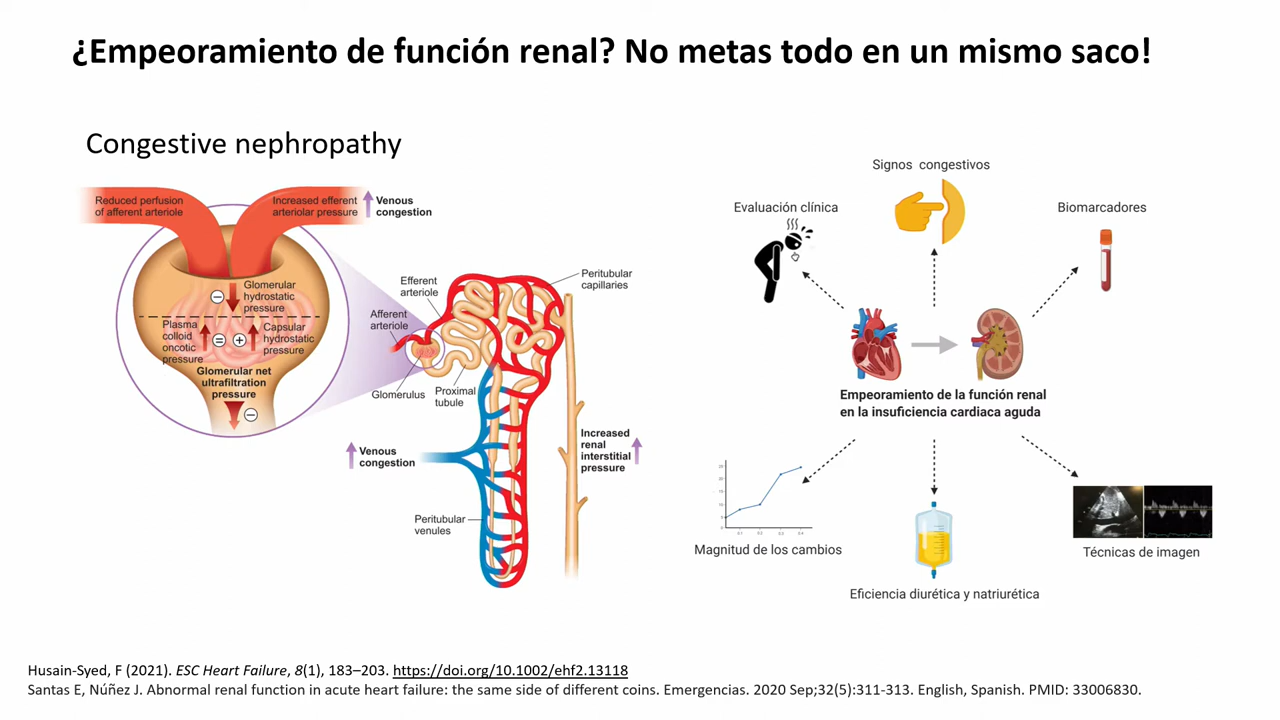 ¿Empeoramiento de función renal? No metas todo en un mismo saco!
Congestive nephropathy
Reduced perfusion
of afferent arteriole
Increased efferent
arteriolar pressure
Venous
congestion
Glomerular
hydrostatic
pressure
Plasma
colloid
oncotic
pressure
Capsular
hydrostatic
pressure
Glomerular net
ultrafiltration
pressure
Efferent
arteriole
Afferent
arteriole
Glomerulus
Proximal
tubule
Peritubular
capillaries
Venous
congestion
Increased
renal
interstitial
pressure
Peritubular
venules
Signos congestivos
Evaluación clínica
Biomarcadores
Empeoramiento de la función renal
en la insuficiencia cardiaca aguda
Magnitud de los cambios
Eficiencia diurética y natriurética
Técnicas de imagen
Husain-Syed, F (2021). ESC Heart Failure, 8(1), 183–203. https://doi.org/10.1002/ehf2.13118
Santas E, Núñez J. Abnormal renal function in acute heart failure: the same side of different coins. Emergencias. 2020 Sep;32(5):311-313. English, Spanish. PMID: 33006830.